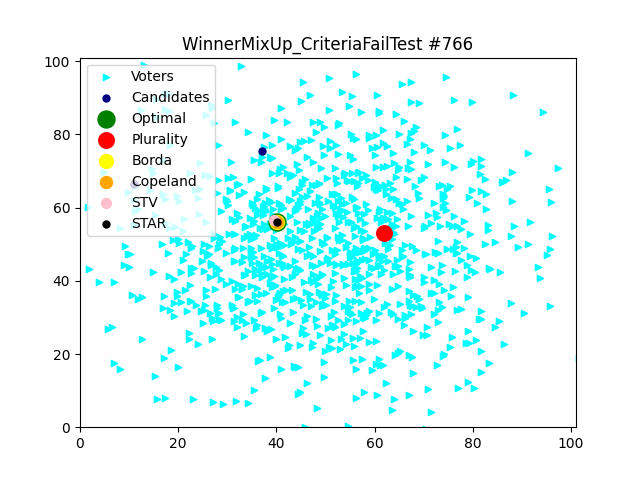 WinnerMixUp_CriteriaFailTest #766
100
80
60
40
20
0
0
20
40
60
80
100
Voters
Candidates
Optimal
Plurality
Borda
Copeland
STV
STAR